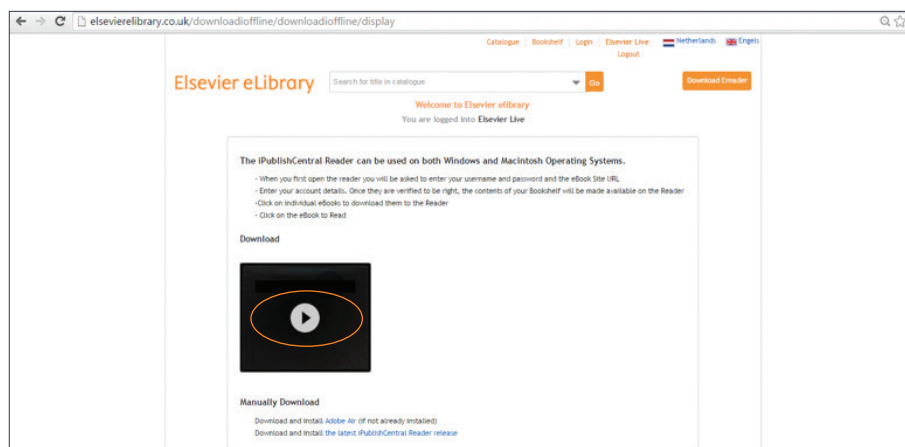 elsevierelibrary.co.uk/downloadioffline/downloadioffline/display
Catalogue | Bookshelf | Login | Elsevier Live Netherlands Engels
Logout
Elsevier eLibrary Search for title in catalogue Go Download Ereader
Welcome to Elsevier elibrary
You are logged into Elsevier Live
The iPublishCentral Reader can be used on both Windows and Macintosh Operating Systems.
- When you first open the reader you will be asked to enter your username and password and the eBook Site URL
- Enter your account details. Once they are verified to be right, the contents of your Bookshelf will be made available on the Reader
-Click on individual eBooks to download them to the Reader
- Click on the eBook to Read
Download
Manually Download
Download and install Adobe Air (if not already installed)
Download and install the latest iPublishCentral Reader release